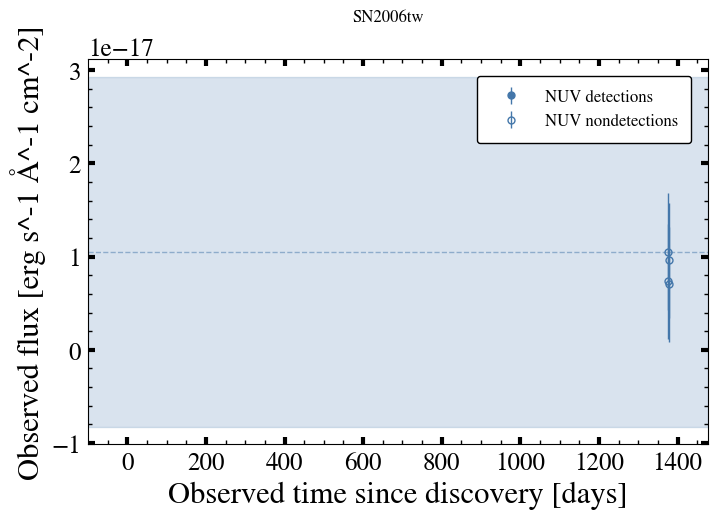 SN2006tw
1e−17
Observed flux [erg s^-1 Å^-1 cm^-2]
3
2
1
0
−1
NUV detections
NUV nondetections
0 200 400 600 800 1000 1200 1400
Observed time since discovery [days]